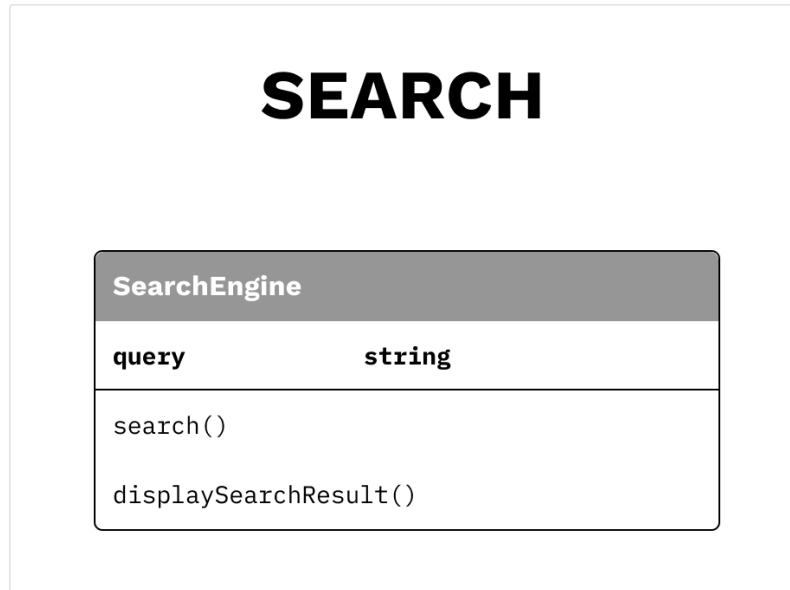 SEARCH
SearchEngine
query string
search()
displaySearchResult()